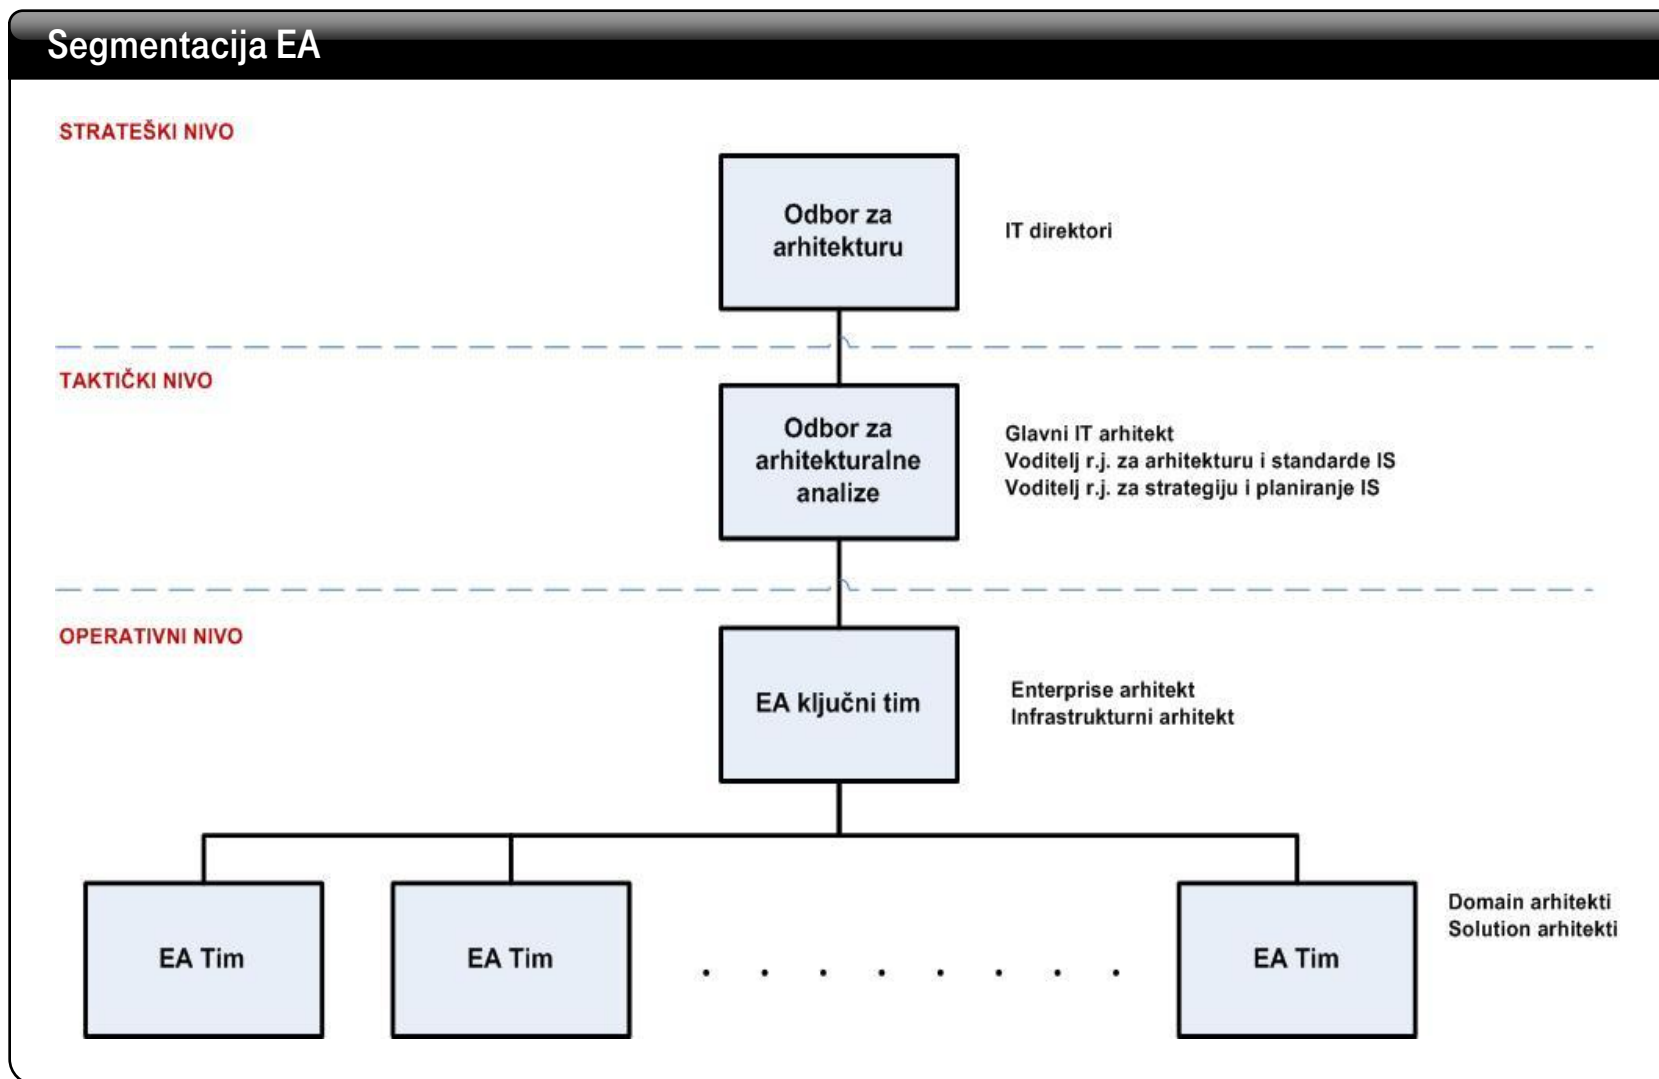 Segmentacija EA
STRATEŠKI NIVO
Odbor za
arhitekturu
IT direktori
TAKTIČKI NIVO
Odbor za
arhitekturalne
analize
Glavni IT arhitekt
Voditelj r.j. za arhitekturu i standarde IS
Voditelj r.j. za strategiju i planiranje IS
OPERATIVNI NIVO
EA ključni tim
Enterprise arhitekt
Infrastrukturni arhitekt
EA Tim
EA Tim
. . . . . . . .
EA Tim
Domain arhitekti
Solution arhitekti